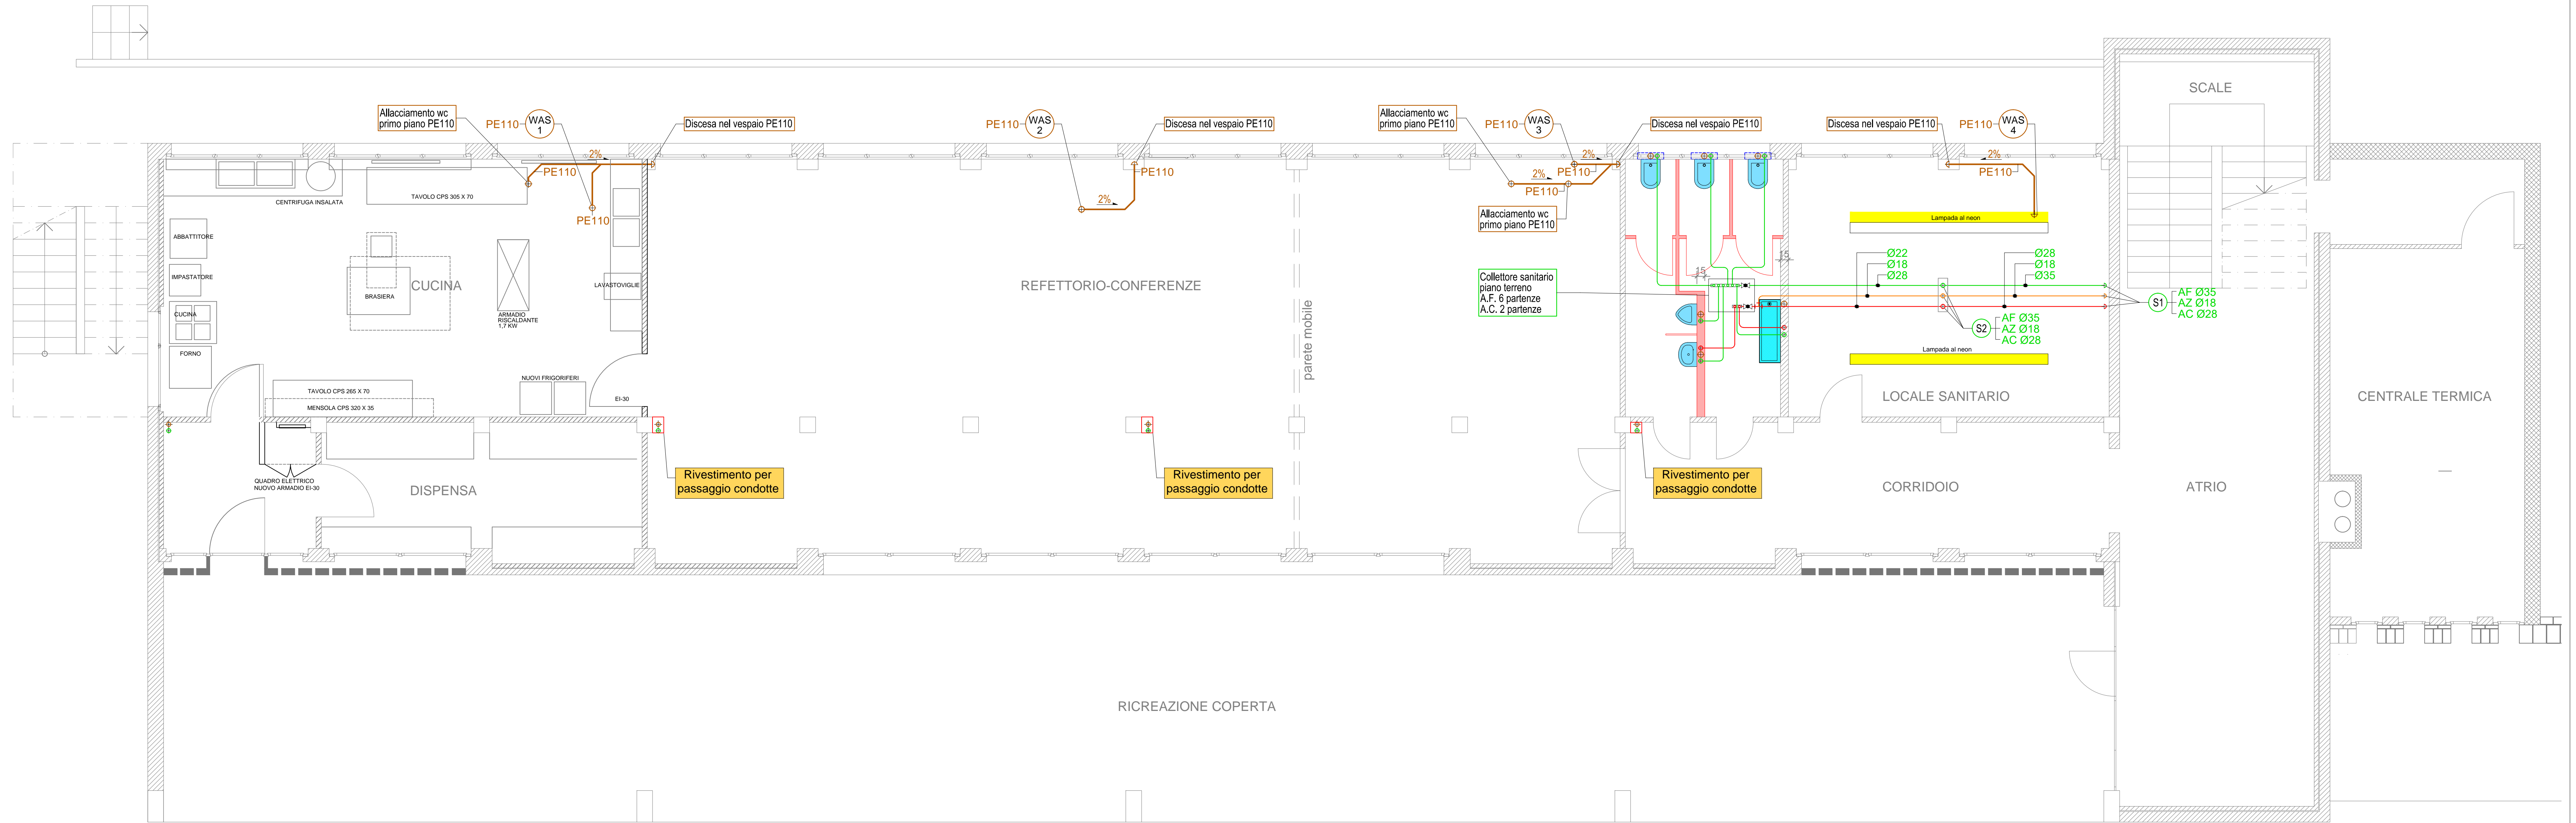 SCALE
Allacciamento wc
primo piano PE110
PE110
WAS
1
Discesa nel vespaio PE110
PE110
WAS
2
Discesa nel vespaio PE110
Allacciamento wc
primo piano PE110
PE110
WAS
3
Discesa nel vespaio PE110
Discesa nel vespaio PE110
PE110
WAS
4
2%
PE110
PE110
PE110
2%
2%
PE110
2%
PE110
2%
PE110
Allacciamento wc
primo piano PE110
TAVOLO CPS 305 X 70
CENTRIFUGA INSALATA
ABBATTITORE
IMPASTATORE
BRASIERA
CUCINA
CUCINA
FORNO
ARMADIO
RISCALDANTE
1.7 KW
LAVASTOVIGLIE
NUOVI FRIGORIFERI
EI-30
TAVOLO CPS 265 X 70
MENSOLA CPS 320 X 35
REFETTORIO-CONFERENZE
parete mobile
Collettore sanitario
piano terreno
A.F. 6 partenze
A.C. 2 partenze
15
15
Lampada al neon
Ø22
Ø18
Ø28
Ø28
Ø18
Ø35
S1
AF Ø35
AZ Ø18
AC Ø28
S2
AF Ø35
AZ Ø18
AC Ø28
Lampada al neon
LOCALE SANITARIO
CENTRALE TERMICA
QUADRO ELETTRICO
NUOVO ARMADIO EI-30
DISPENSA
Rivestimento per
passaggio condotte
Rivestimento per
passaggio condotte
Rivestimento per
passaggio condotte
CORRIDOIO
ATRIO
RICREAZIONE COPERTA